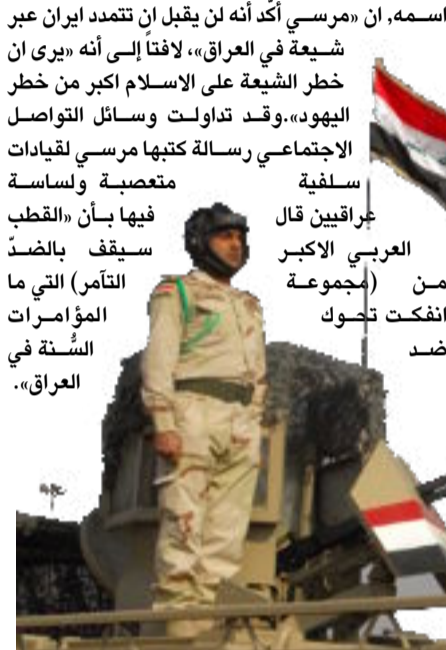 اسمه, ان «مرسي أكّد أنه لن يقبل ان تتمدد ايران عبر
شيعة في العراق»، لافتاً إلى أنه «يرى ان
خطر الشيعة على الاسلام اكبر من خطر
اليهود».وقد تداولت وسائل التواصل
الاجتماعي رسالة كتبها مرسي لقيادات
سلفية متعصبة ولساسة
عراقيين قال فيها بأن «القطب
العربي الاكبر سيقف بالضدّ
من (مجموعة التآمر) التي ما
انفكت تحوك المؤامرات
ضد السُّنة في
العراق».